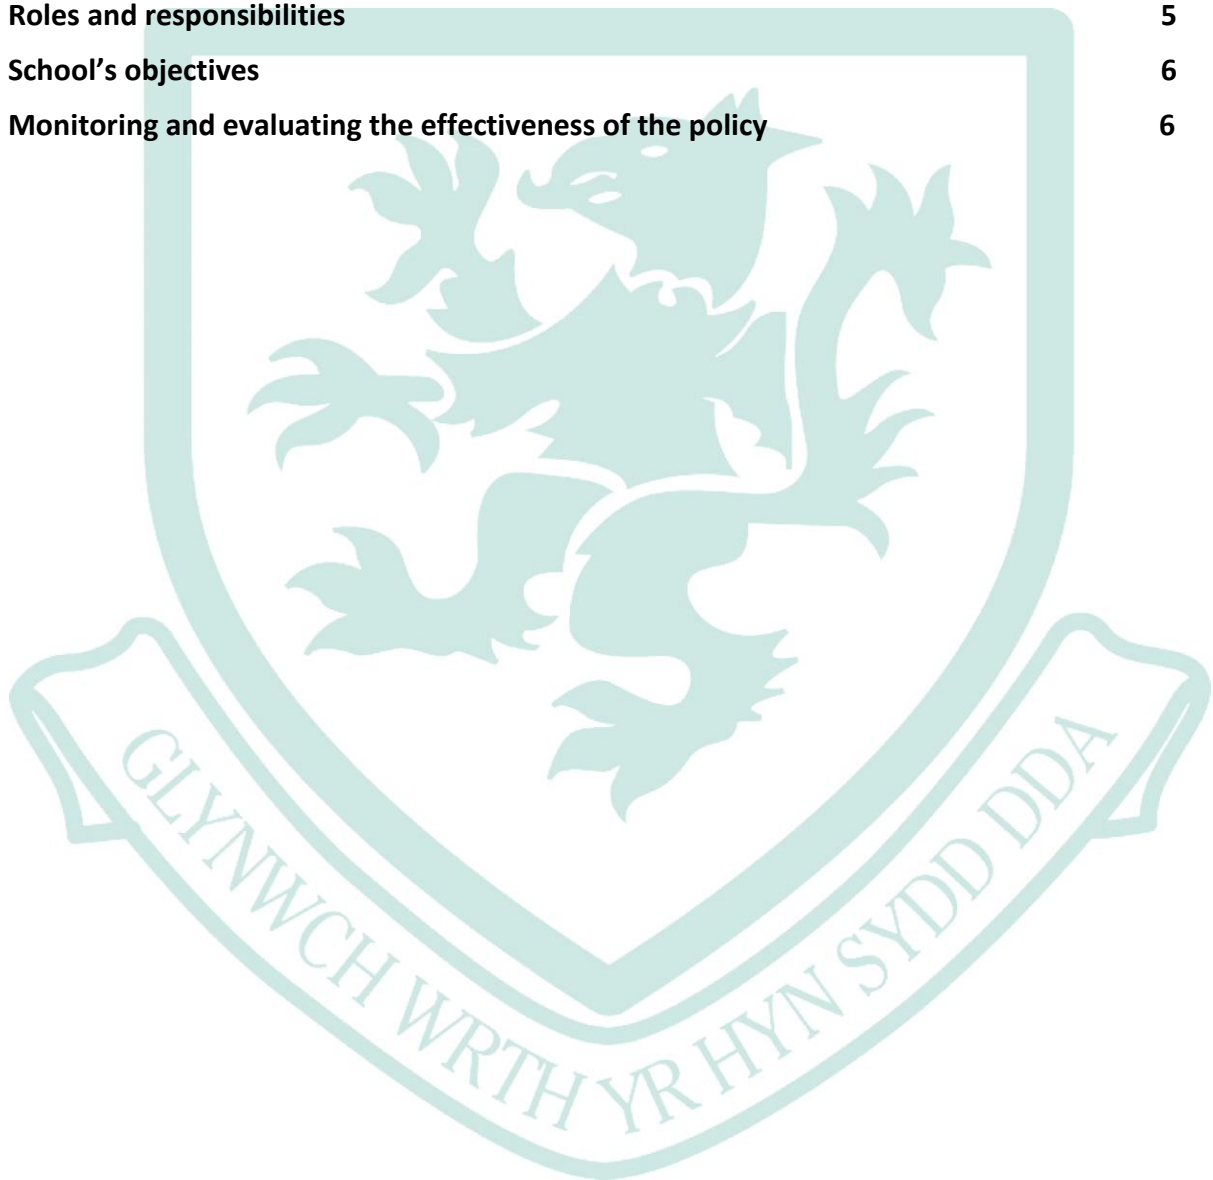 Roles and responsibilities 5
School’s objectives 6
Monitoring and evaluating the effectiveness of the policy 6
GLYNWCH WRTH YR HYN SYDD DDA